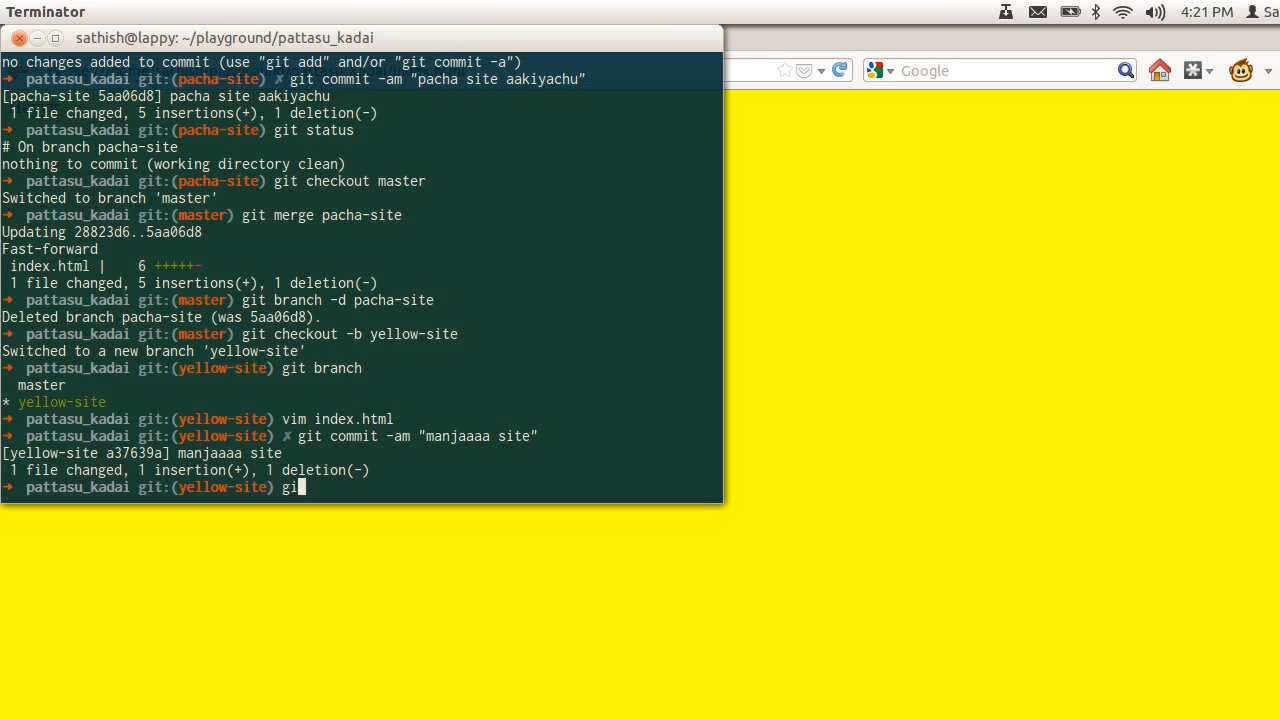 Terminator
4:21 PM Sa
sathish@lappy: ~/playground/pattasu_kadai
Google
no changes added to commit (use "git add" and/or "git commit -a")
➜  pattasu_kadai git:(pacha-site) ✗ git commit -am "pacha site aakiyachu"
[pacha-site 5aa06d8] pacha site aakiyachu
 1 file changed, 5 insertions(+), 1 deletion(-)
➜  pattasu_kadai git:(pacha-site) git status
# On branch pacha-site
nothing to commit (working directory clean)
➜  pattasu_kadai git:(pacha-site) git checkout master
Switched to branch 'master'
➜  pattasu_kadai git:(master) git merge pacha-site
Updating 28823d6..5aa06d8
Fast-forward
 index.html |    6 +++++-
 1 file changed, 5 insertions(+), 1 deletion(-)
➜  pattasu_kadai git:(master) git branch -d pacha-site
Deleted branch pacha-site (was 5aa06d8).
➜  pattasu_kadai git:(master) git checkout -b yellow-site
Switched to a new branch 'yellow-site'
➜  pattasu_kadai git:(yellow-site) git branch
  master
* yellow-site
➜  pattasu_kadai git:(yellow-site) vim index.html
➜  pattasu_kadai git:(yellow-site) ✗ git commit -am "manjaaaa site"
[yellow-site a37639a] manjaaaa site
 1 file changed, 1 insertion(+), 1 deletion(-)
➜  pattasu_kadai git:(yellow-site) gi